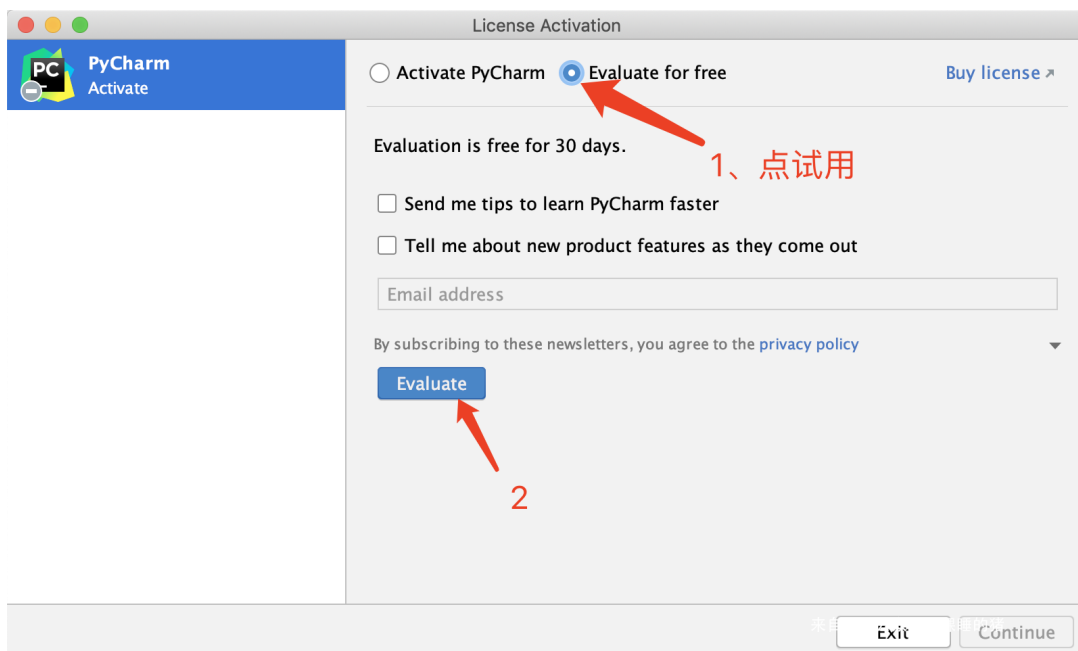 License Activation
PC
PyCharm
Activate
Activate PyCharm
Evaluate for free
Buy license
Evaluation is free for 30 days.
1、点试用
Send me tips to learn PyCharm faster
Tell me about new product features as they come out
Email address
By subscribing to these newsletters, you agree to the privacy policy
Evaluate
2
Exit
Continue